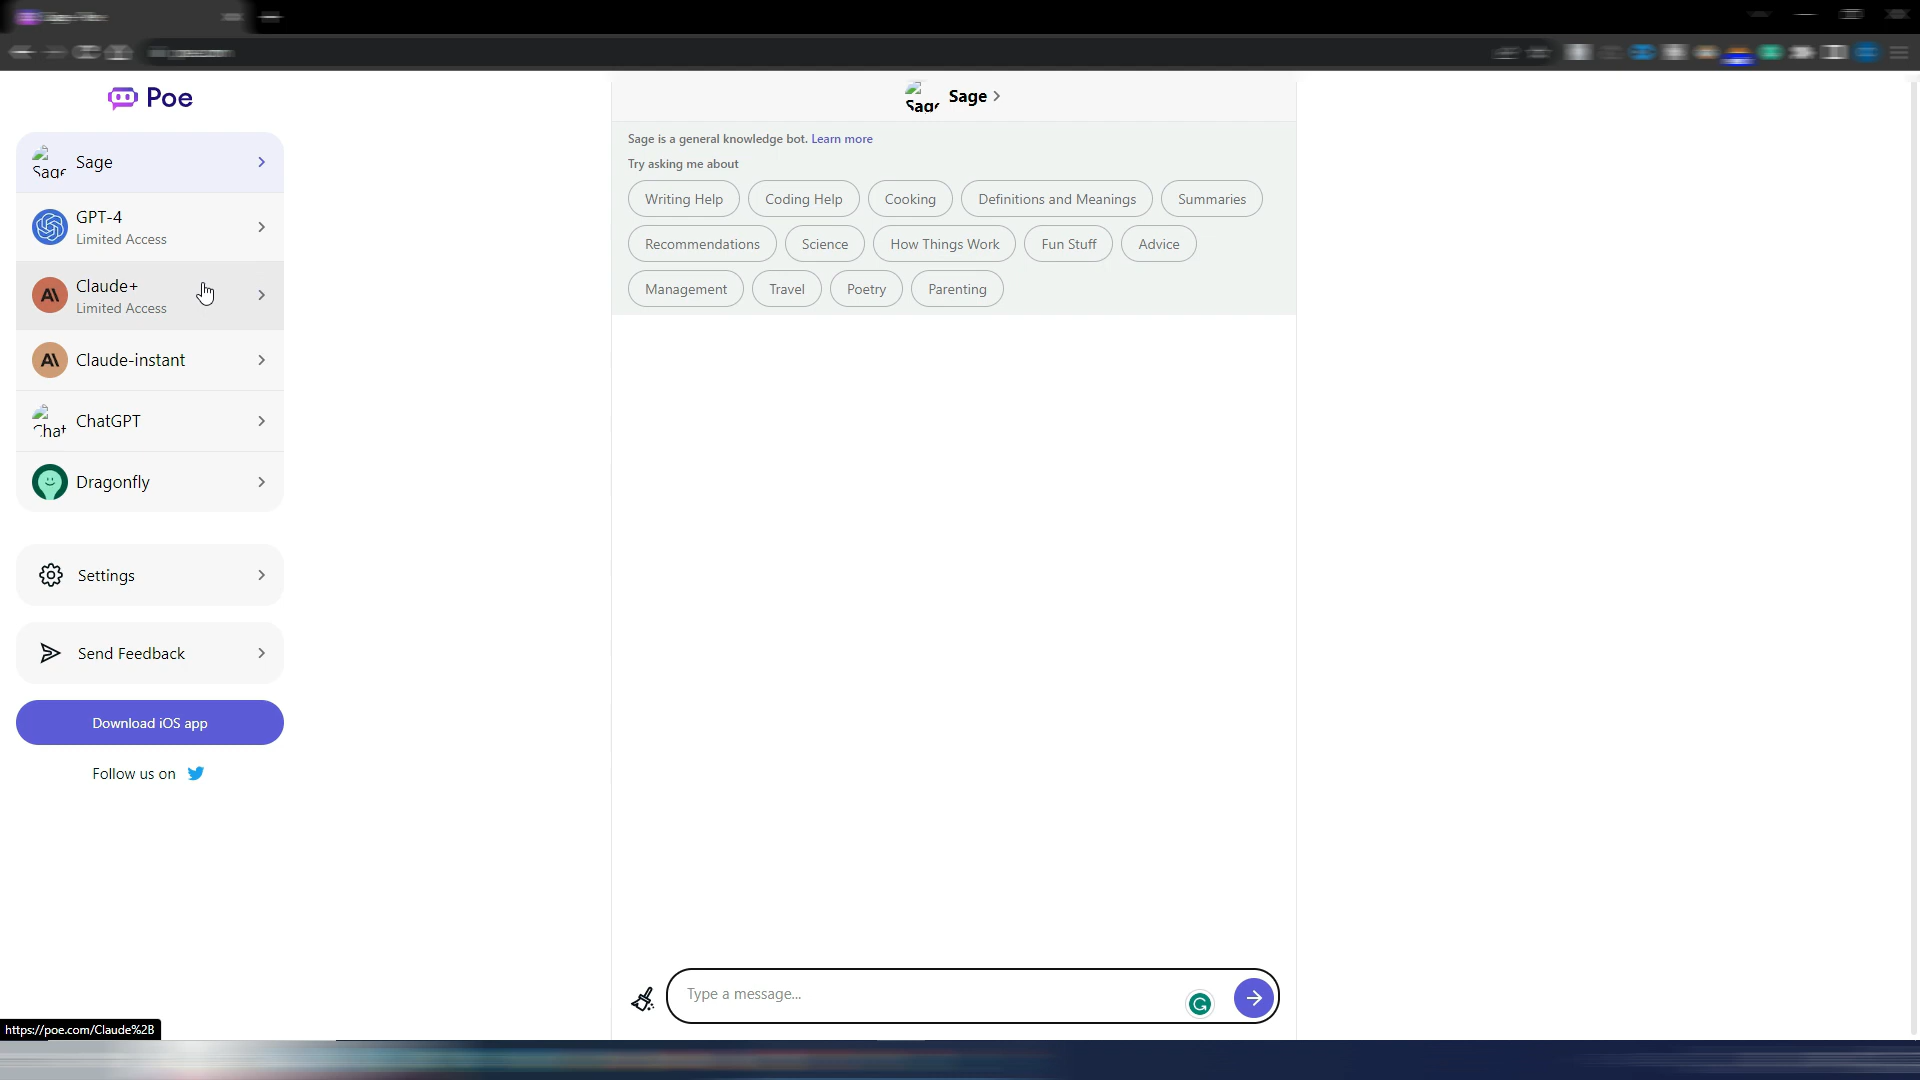 Poe
Sage
Sage
GPT-4
Limited Access
Claude+
Limited Access
Claude-instant
Chat
ChatGPT
Dragonfly
Settings
Send Feedback
Download iOS app
Follow us on
Sage
Sage
Sage is a general knowledge bot. Learn more
Try asking me about
Writing Help
Coding Help
Cooking
Definitions and Meanings
Summaries
Recommendations
Science
How Things Work
Fun Stuff
Advice
Management
Travel
Poetry
Parenting
Type a message...
https://poe.com/Claude%2B